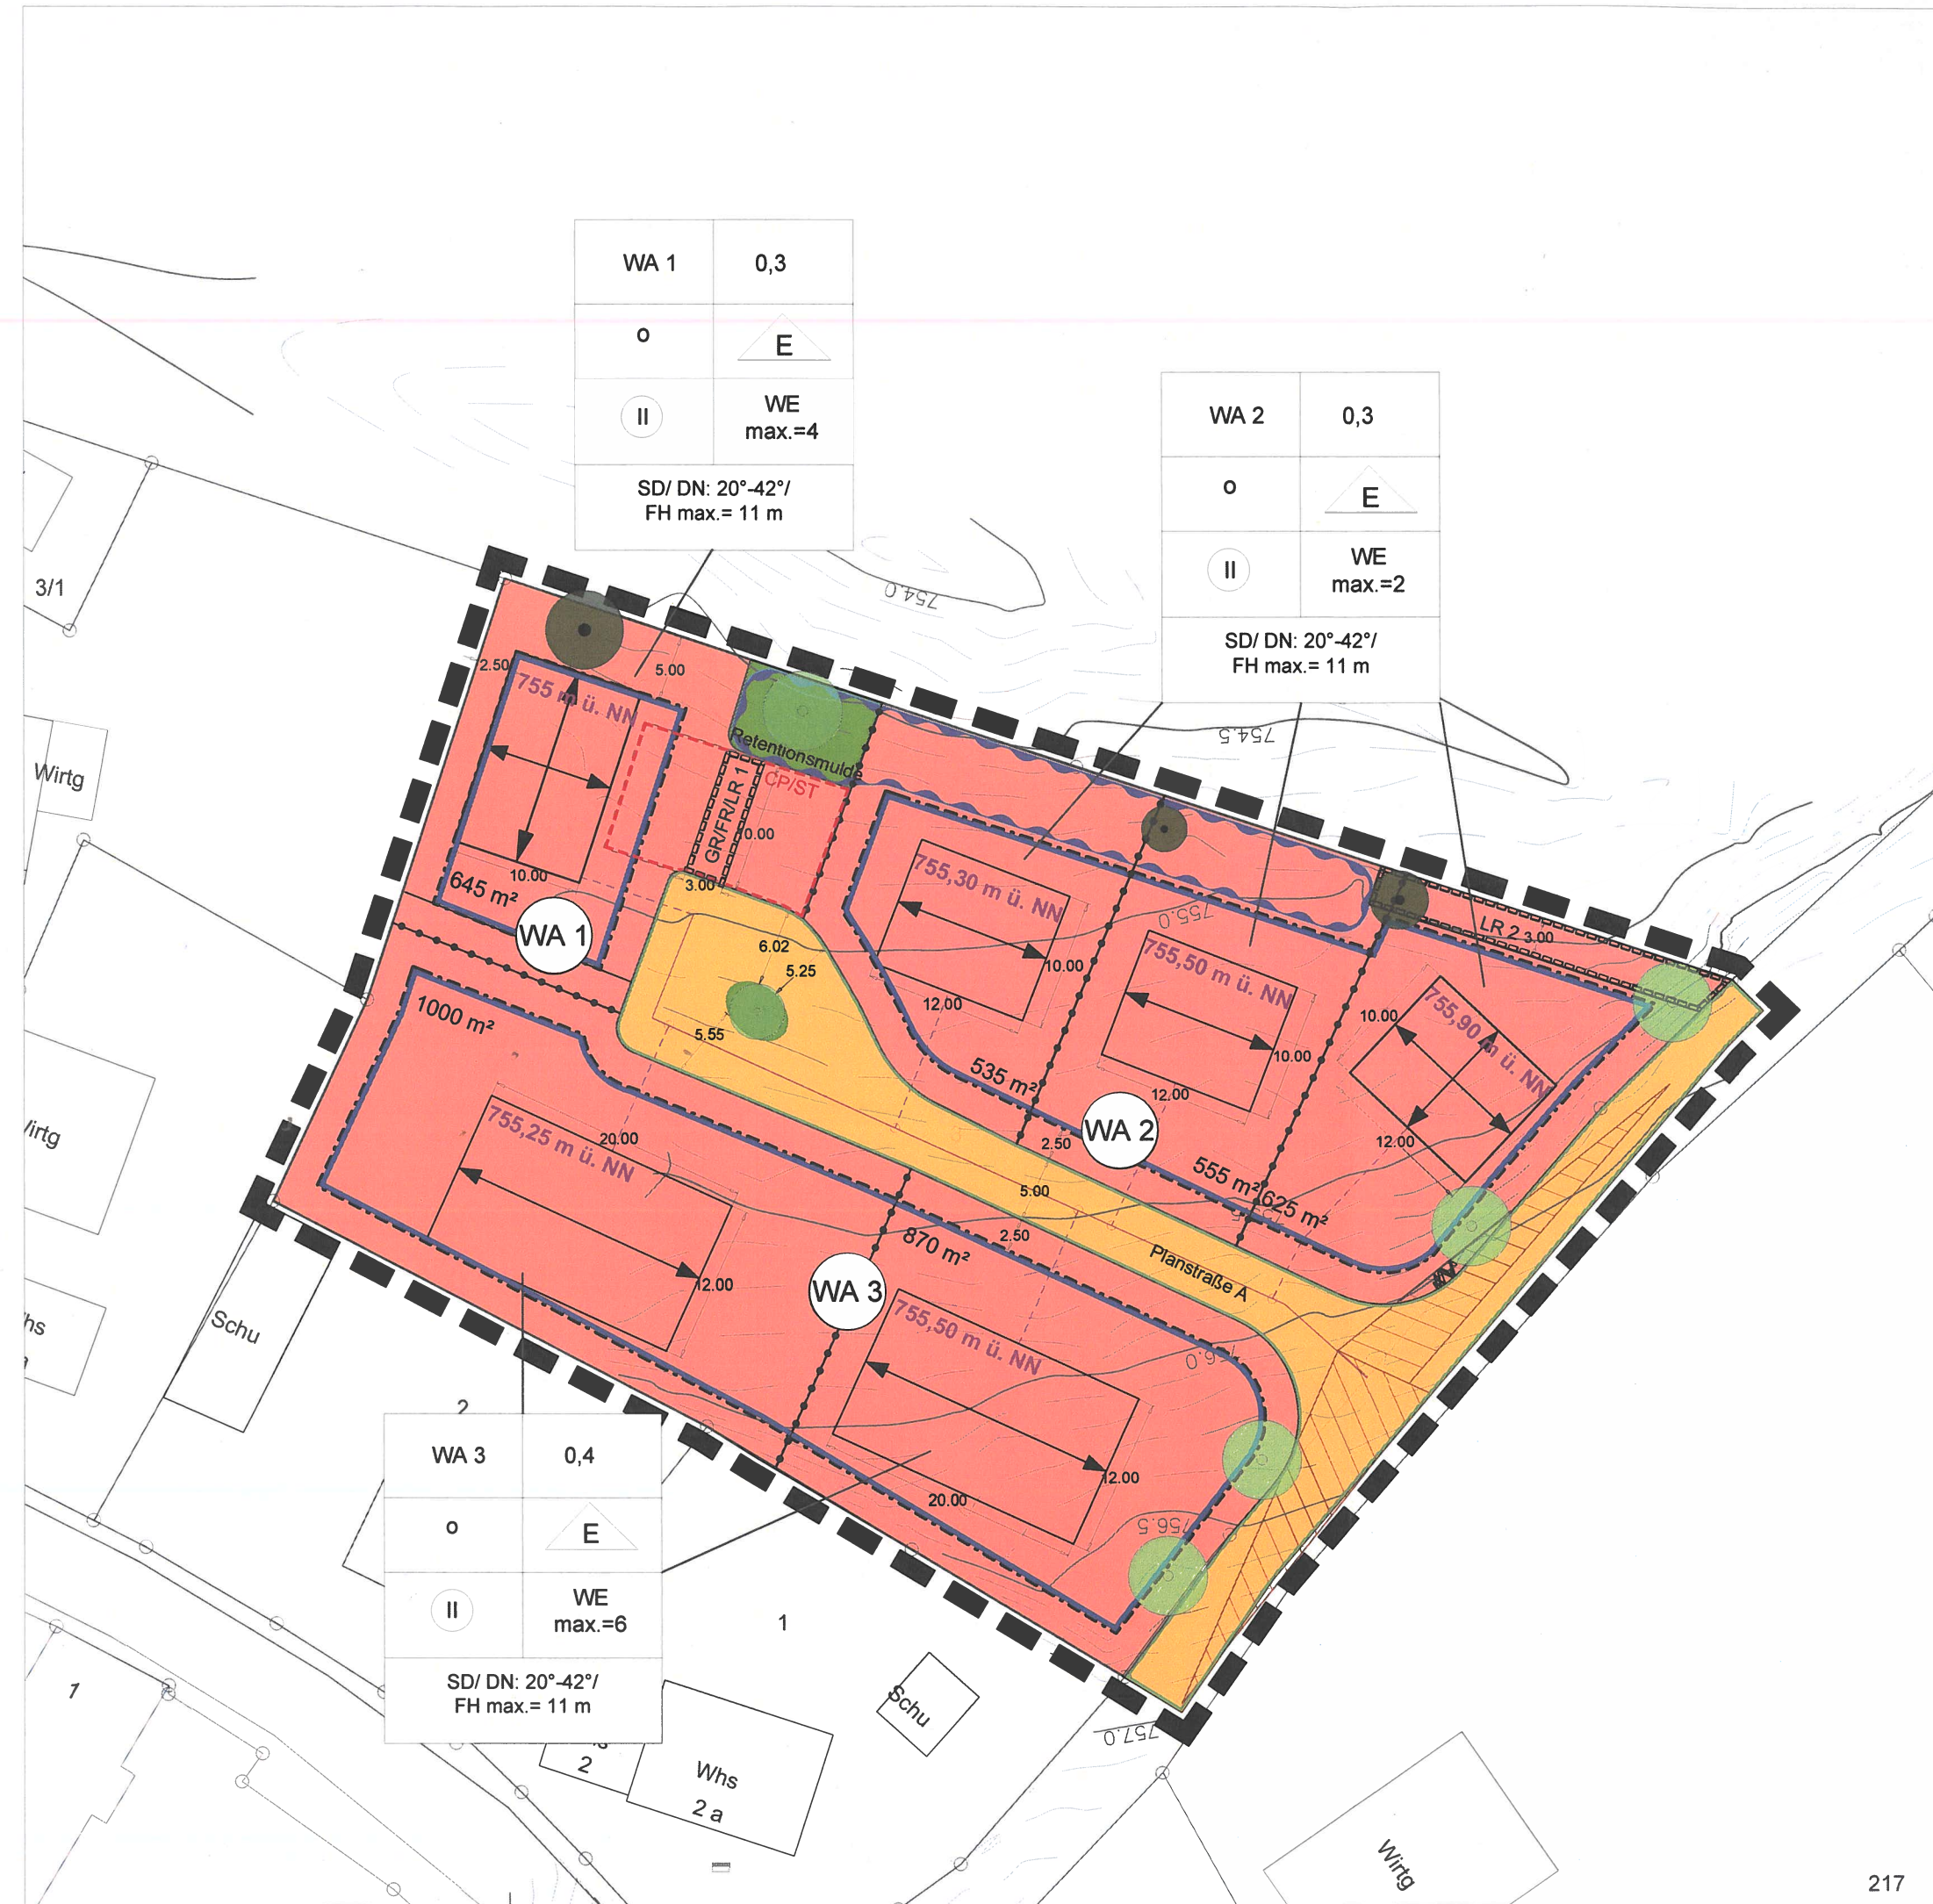 WA 1
0,3
o
E
II
WE
max.=4
SD/ DN: 20°-42°/
FH max.= 11 m
WA 2
0,3
o
E
II
WE
max.=2
SD/ DN: 20°-42°/
FH max.= 11 m
3/1
754.0
2.50
5.00
755 m ü. NN
754.5
Wirtg
Retentionsmulde
CP/ST
GR/FR/LR 1
755,30 m ü. NN
10.00
645 m²
3.00
755.0
LR 2
3.00
WA 1
6.02
5.25
755,50 m ü. NN
10.00
755,90 m ü. NN
12.00
1000 m²
10.00
5.55
10.00
535 m²
12.00
755,25 m ü. NN
20.00
WA 2
2.50
12.00
555 m²
625 m²
5.00
870 m²
2.50
Planstraße A
12.00
WA 3
755,50 m ü. NN
Schu
2
12.00
20.00
756.5
WA 3
0,4
o
E
II
WE
max.=6
SD/ DN: 20°-42°/
FH max.= 11 m
1
1
Schu
757.0
2
Whs
2 a
Wirtg
217